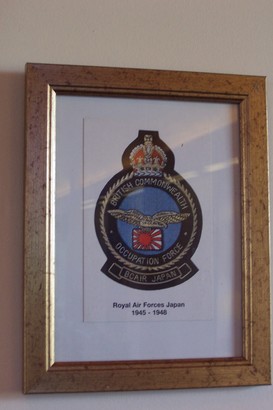 BRITISH COMMONWEALTH
OCCUPATION FORCE
BCAIR JAPAN
Royal Air Forces Japan
1945 - 1948